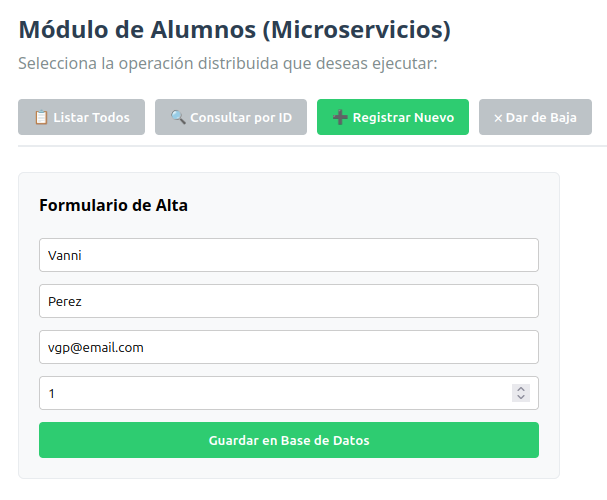 Módulo de Alumnos (Microservicios)
Selecciona la operación distribuida que deseas ejecutar:
📋 Listar Todos 🔍 Consultar por ID ➕ Registrar Nuevo × Dar de Baja
Formulario de Alta
Vanni
Perez
vgp@email.com
1
Guardar en Base de Datos